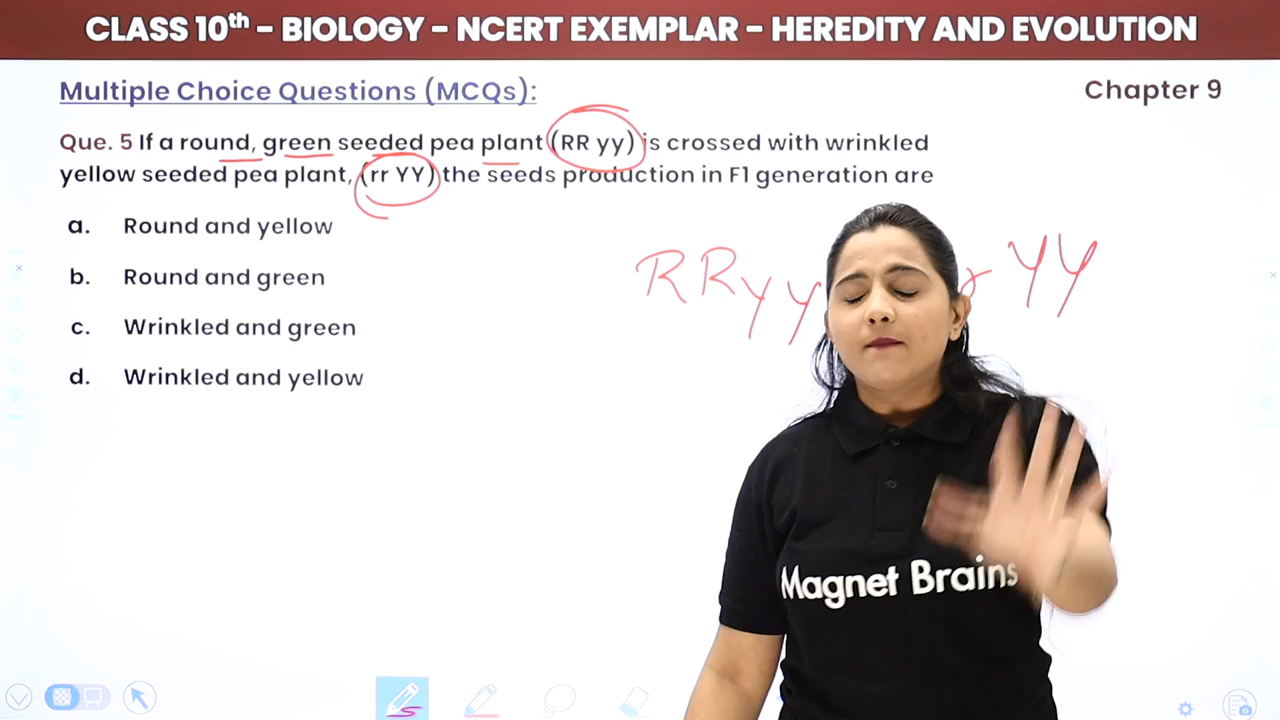 CLASS 10th - BIOLOGY - NCERT EXEMPLAR - HEREDITY AND EVOLUTION
Multiple Choice Questions (MCQs):
Chapter 9
Que. 5 If a round, green seeded pea plant (RR yy) is crossed with wrinkled
yellow seeded pea plant, (rr YY) the seeds production in F1 generation are
a. Round and yellow
b. Round and green
c. Wrinkled and green
d. Wrinkled and yellow
RRyy YY
Magnet Brains